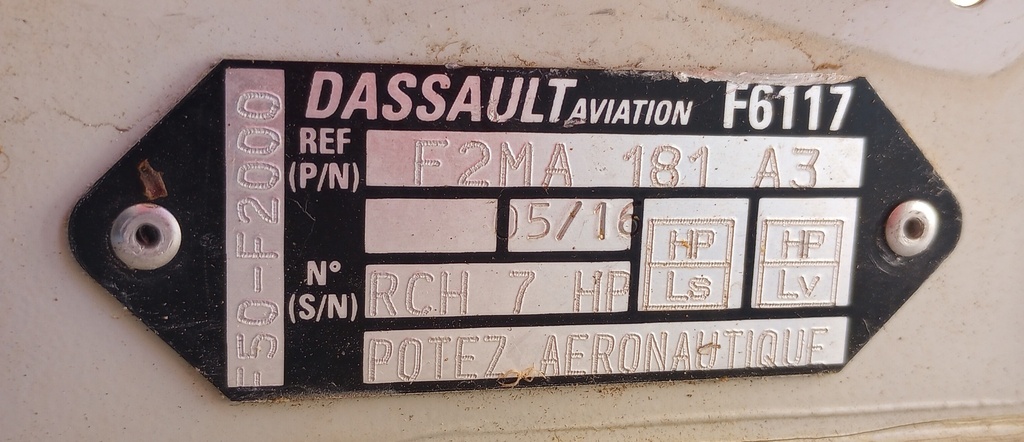 DASSAULT AVIATION F6117
F50-F2000
REF (P/N) F2MA 181 A3
05/16
HP HP
LS LV
N° (S/N) RCH 7 HP
POTEZ AERONAUTIQUE